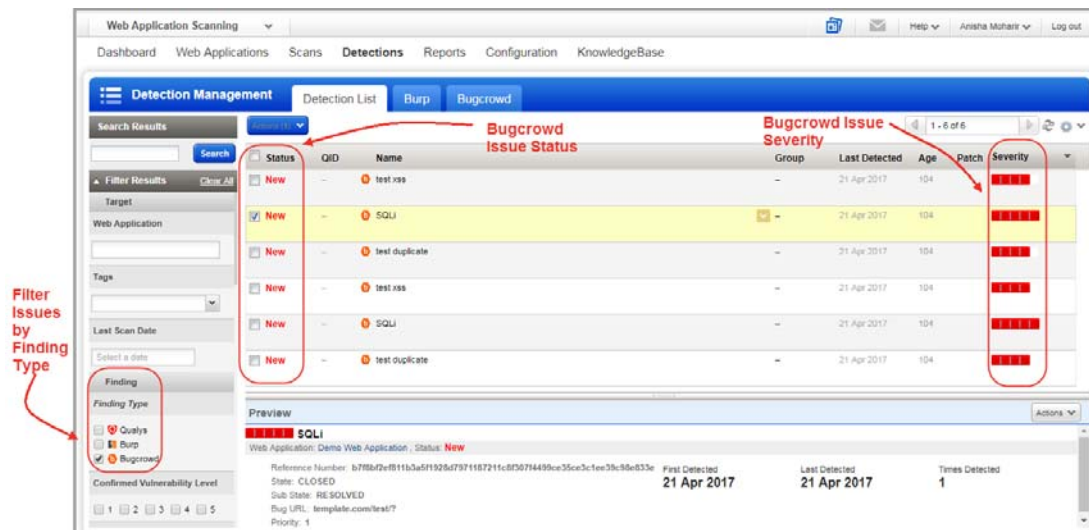 Web Application Scanning
Help
Anisha Moharir
Log out
Dashboard Web Applications Scans Detections Reports Configuration KnowledgeBase
Detection Management Detection List Burp Bugcrowd
Search Results
Actions (1)
Bugcrowd
Issue Status
Bugcrowd Issue
Severity
1 - 6 of 6
Search
Status QID Name Group Last Detected Age Patch Severity
Filter Results Clear All
New – test xss – 21 Apr 2017 104
Target
Web Application
New – SQLi – 21 Apr 2017 104
New – test duplicate – 21 Apr 2017 104
Tags
New – test xss – 21 Apr 2017 104
Filter
Issues
by
Finding
Type
Last Scan Date
New – SQLi – 21 Apr 2017 104
Select a date
New – test duplicate – 21 Apr 2017 104
Finding
Finding Type
Qualys
Burp
Bugcrowd
Confirmed Vulnerability Level
1 2 3 4 5
Preview
Actions
SQLi
Web Application: Demo Web Application , Status: New
Reference Number:
State: CLOSED
Sub State: RESOLVED
Bug URL: template.com/test/?
Priority: 1
First Detected
21 Apr 2017
Last Detected
21 Apr 2017
Times Detected
1